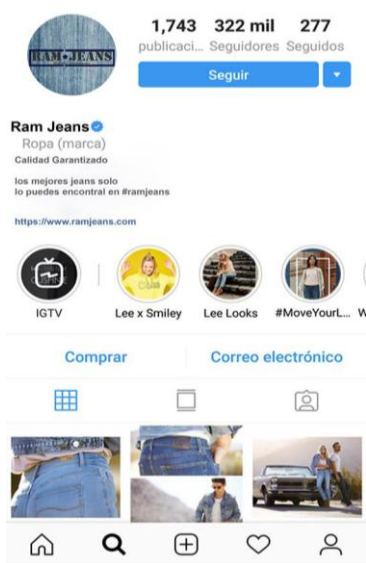 RAM★JEANS
1,743 322 mil 277
publicaci... Seguidores Seguidos
Seguir
Ram Jeans
Ropa (marca)
Calidad Garantizado
los mejores jeans solo
lo puedes encontral en #ramjeans
https://www.ramjeans.com
IGTV Lee x Smiley Lee Looks #MoveYourL... W
Comprar Correo electrónico